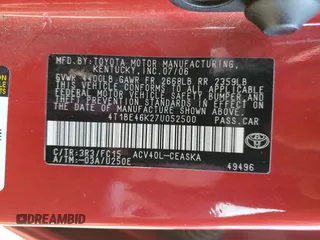 MFD. BY: TOYOTA MOTOR MANUFACTURING,
KENTUCKY, INC. 07/06
GVWR 4400LB GAWR FR 2668LB RR 2359LB
THIS VEHICLE CONFORMS TO ALL APPLICABLE
FEDERAL MOTOR VEHICLE SAFETY, BUMPER, AND
THEFT PREVENTION STANDARDS IN EFFECT ON
THE DATE OF MANUFACTURE SHOWN ABOVE.
4T1BE46K27U052500 PASS.CAR
C/TR:3R3/FC15 ACV40L-CEASKA
A/TM:-03A/U250E
TOYOTA
49496
DREAMBID